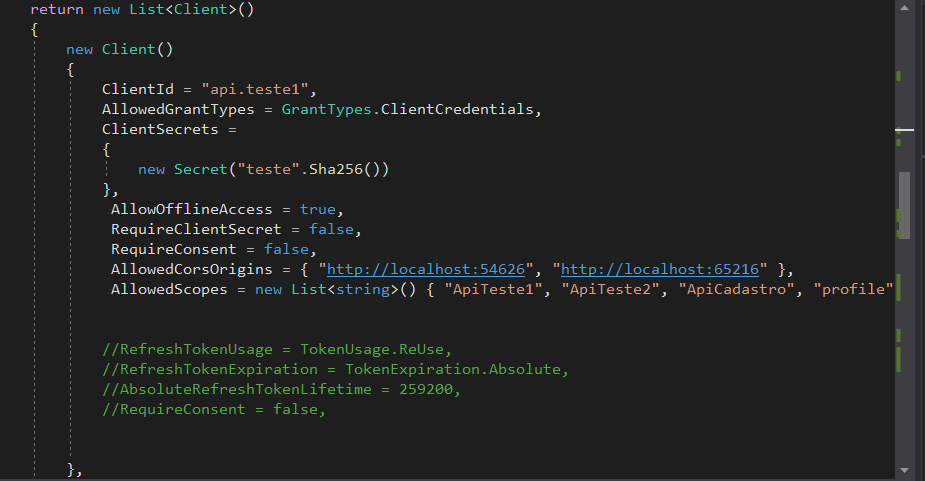 return new List<Client>()
{
new Client()
{
ClientId = "api.teste1",
AllowedGrantTypes = GrantTypes.ClientCredentials,
ClientSecrets =
{
new Secret("teste".Sha256())
},
AllowOfflineAccess = true,
RequireClientSecret = false,
RequireConsent = false,
AllowedCorsOrigins = { "http://localhost:54626", "http://localhost:65216" },
AllowedScopes = new List<string>() { "ApiTeste1", "ApiTeste2", "ApiCadastro", "profile"
//RefreshTokenUsage = TokenUsage.ReUse,
//RefreshTokenExpiration = TokenExpiration.Absolute,
//AbsoluteRefreshTokenLifetime = 259200,
//RequireConsent = false,
},